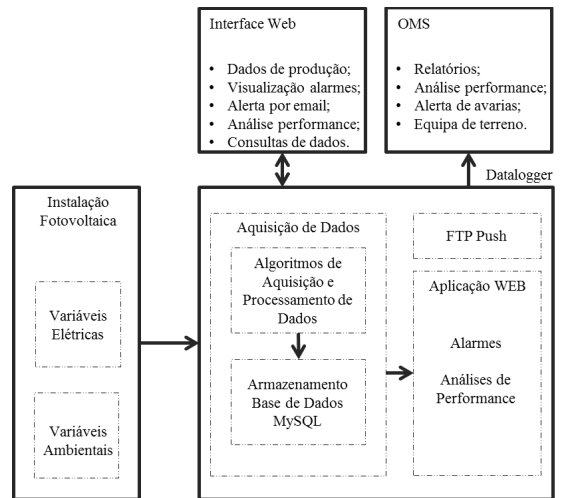 Interface Web
• Dados de produção;
• Visualização alarmes;
• Alerta por email;
• Análise performance;
• Consultas de dados.
OMS
• Relatórios;
• Análise performance;
• Alerta de avarias;
• Equipa de terreno.
Datalogger
Instalação
Fotovoltaica
Variáveis
Elétricas
Variáveis
Ambientais
Aquisição de Dados
Algoritmos de
Aquisição e
Processamento de
Dados
Armazenamento
Base de Dados
MySQL
FTP Push
Aplicação WEB
Alarmes
Análises de
Performance